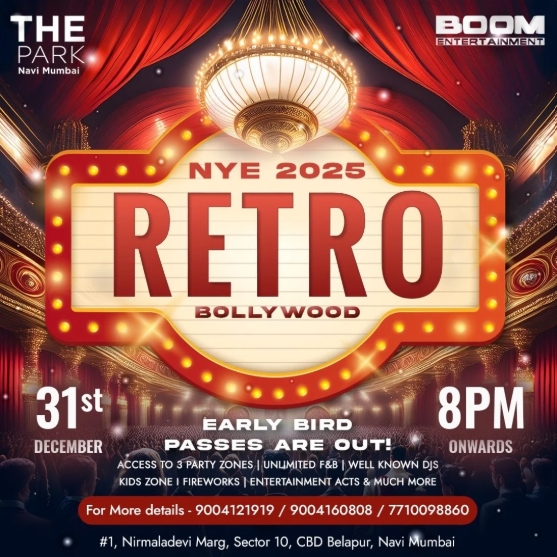 THE
PARK
Navi Mumbai
BOOM
ENTERTAINMENT
NYE 2025
RETRO
BOLLYWOOD
31st
DECEMBER
8PM
ONWARDS
EARLY BIRD
PASSES ARE OUT!
ACCESS TO 3 PARTY ZONES | UNLIMITED F&B | WELL KNOWN DJS
KIDS ZONE I FIREWORKS | ENTERTAINMENT ACTS & MUCH MORE
For More details - 9004121919 / 9004160808 / 7710098860
#1, Nirmaladevi Marg, Sector 10, CBD Belapur, Navi Mumbai